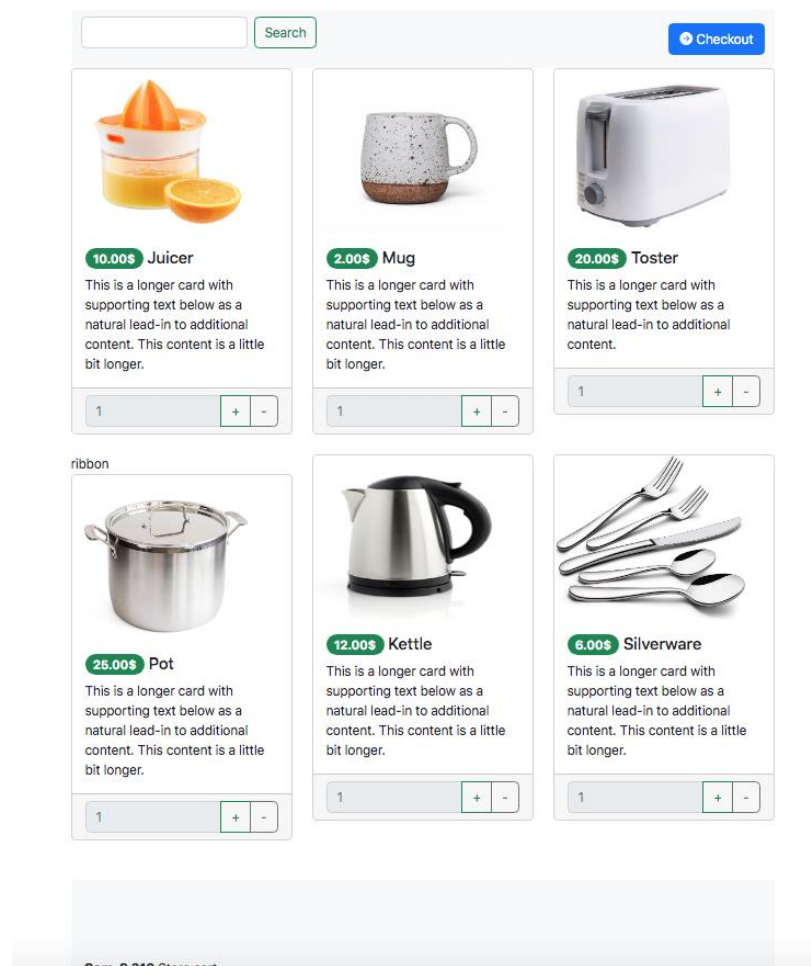 Search
Checkout
10.00$ Juicer
This is a longer card with
supporting text below as a
natural lead-in to additional
content. This content is a little
bit longer.
1 + -
2.00$ Mug
This is a longer card with
supporting text below as a
natural lead-in to additional
content. This content is a little
bit longer.
1 + -
20.00$ Toster
This is a longer card with
supporting text below as a
natural lead-in to additional
content.
1 + -
ribbon
25.00$ Pot
This is a longer card with
supporting text below as a
natural lead-in to additional
content. This content is a little
bit longer.
1 + -
12.00$ Kettle
This is a longer card with
supporting text below as a
natural lead-in to additional
content. This content is a little
bit longer.
1 + -
6.00$ Silverware
This is a longer card with
supporting text below as a
natural lead-in to additional
content. This content is a little
bit longer.
1 + -